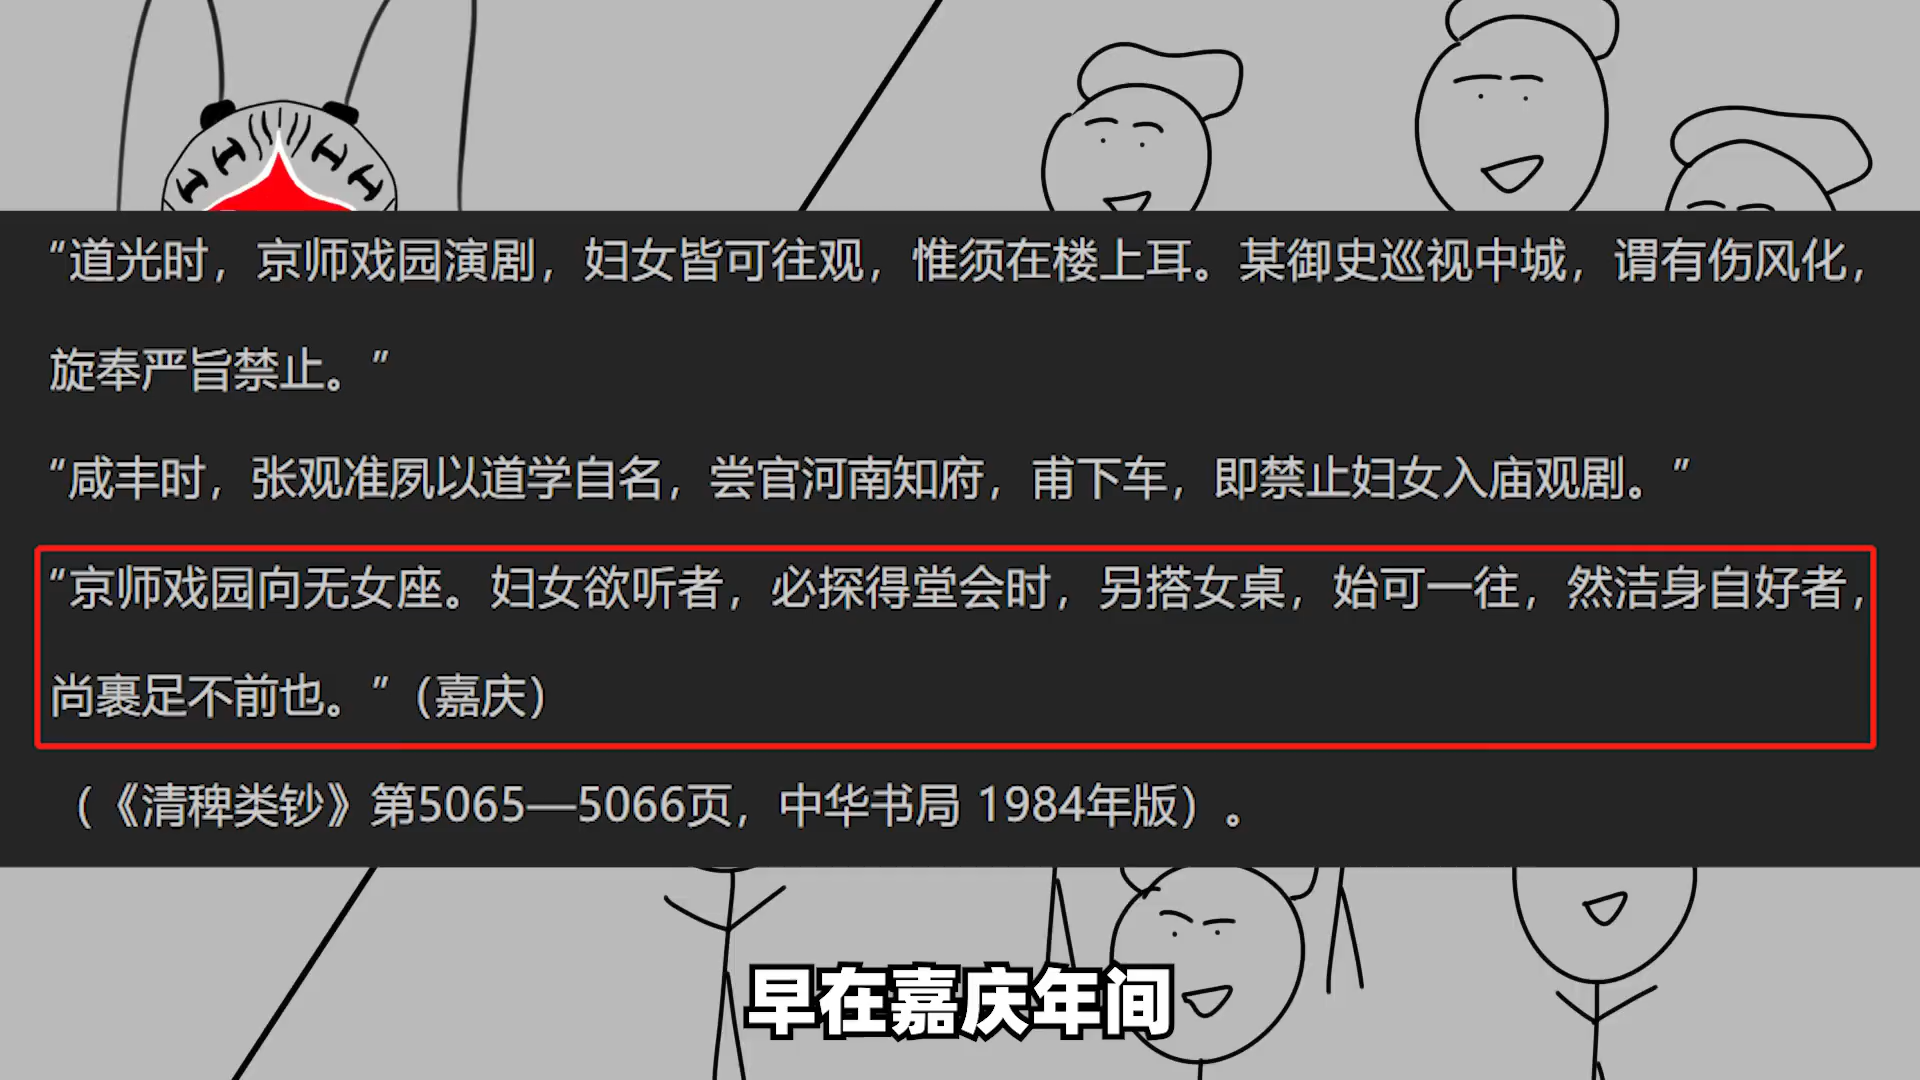 “道光时，京师戏园演剧，妇女皆可往观，惟须在楼上耳。某御史巡视中城，谓有伤风化，
旋奉严旨禁止。”
“咸丰时，张观准夙以道学自名，尝官河南知府，甫下车，即禁止妇女入庙观剧。”
“京师戏园向无女座。妇女欲听者，必探得堂会时，另搭女桌，始可一往，然洁身自好者，
尚裹足不前也。”（嘉庆）
（《清稗类钞》第5065—5066页，中华书局 1984年版）。
早在嘉庆年间